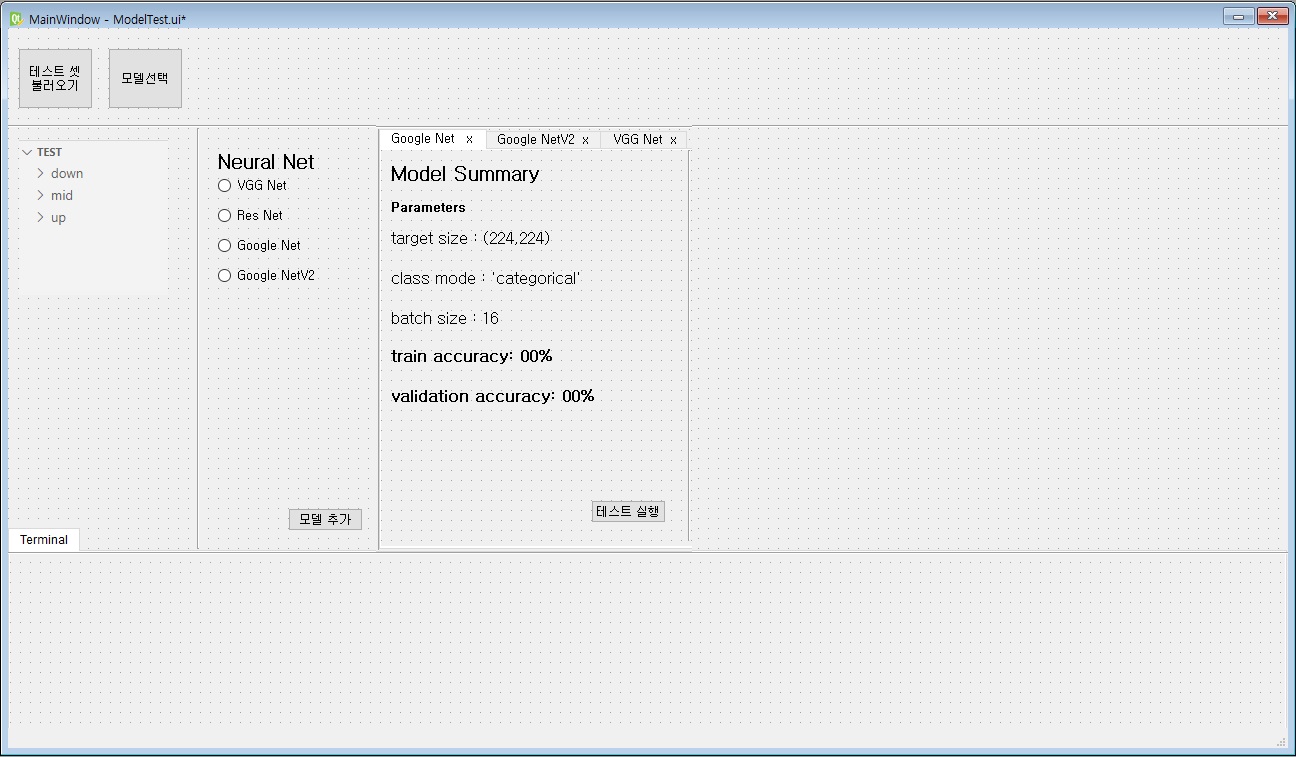 MainWindow - ModelTest.ui*
테스트 셋
불러오기
모델선택
TEST
down
mid
up
Neural Net
VGG Net
Res Net
Google Net
Google NetV2
모델 추가
Google Net x
Google NetV2 x
VGG Net x
Model Summary
Parameters
target size : (224,224)
class mode : 'categorical'
batch size : 16
train accuracy: 00%
validation accuracy: 00%
테스트 실행
Terminal